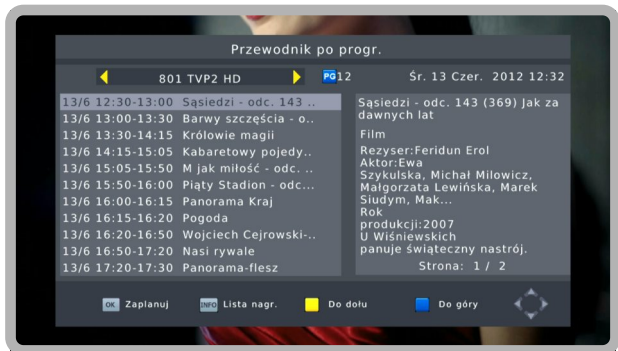 Przewodnik po progr.
801 TVP2 HD
PG12
Śr. 13 Czer. 2012 12:32
13/6 12:30-13:00 Sąsiedzi - odc. 143 ..
13/6 13:00-13:30 Barwy szczęścia - o..
13/6 13:30-14:15 Królowie magii
13/6 14:15-15:05 Kabaretowy pojedy..
13/6 15:05-15:50 M jak miłość - odc. ..
13/6 15:50-16:00 Piąty Stadion - odc...
13/6 16:00-16:15 Panorama Kraj
13/6 16:15-16:20 Pogoda
13/6 16:20-16:50 Wojciech Cejrowski-..
13/6 16:50-17:20 Nasi rywale
13/6 17:20-17:30 Panorama-flesz
Sąsiedzi - odc. 143 (369) Jak za
dawnych lat
Film
Rezyser:Feridun Erol
Aktor:Ewa
Szykulska, Michał Milowicz,
Małgorzata Lewińska, Marek
Siudym, Mak...
Rok
produkcji:2007
U Wiśniewskich
panuje świąteczny nastrój.
Strona: 1 / 2
OK Zaplanuj
INFO Lista nagr.
Do dołu
Do góry